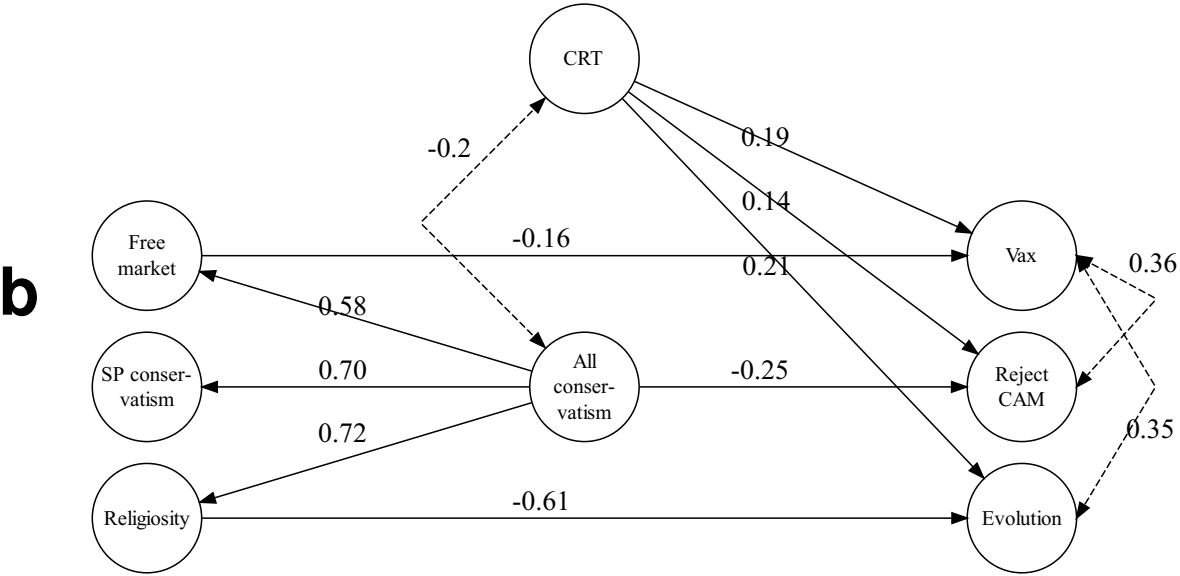 CRT
0.19
-0.2
0.14
Free
market
-0.16
Vax
0.36
0.21
0.58
b
SP conser-
vatism
0.70
All
conser-
vatism
-0.25
Reject
CAM
0.72
0.35
Religiosity
-0.61
Evolution